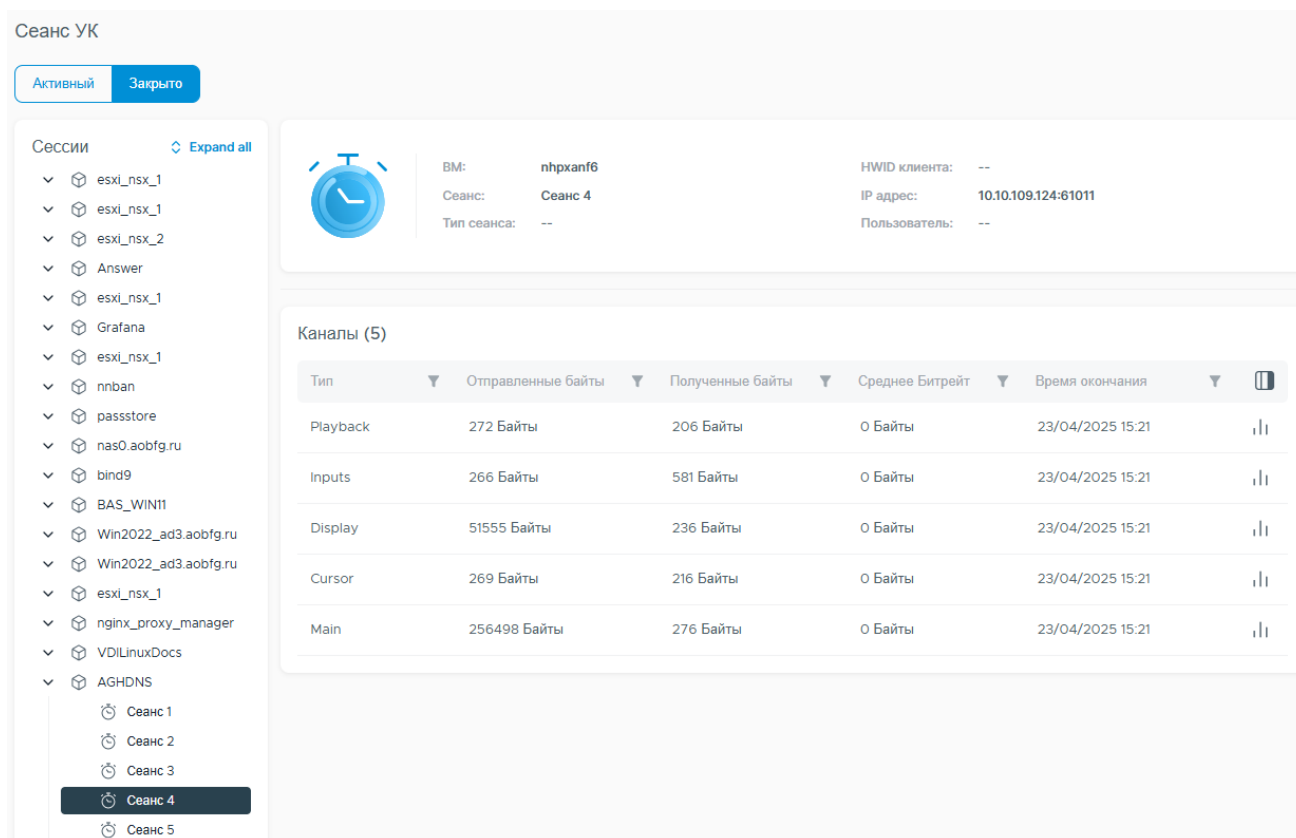 Сеанс УК
Активный Закрыто
Сессии Expand all
esxi_nsx_1
esxi_nsx_1
esxi_nsx_2
Answer
esxi_nsx_1
Grafana
esxi_nsx_1
nnban
passstore
nas0.aobfg.ru
bind9
BAS_WIN11
Win2022_ad3.aobfg.ru
Win2022_ad3.aobfg.ru
esxi_nsx_1
nginx_proxy_manager
VDILinuxDocs
AGHDNS
Сеанс 1
Сеанс 2
Сеанс 3
Сеанс 4
Сеанс 5
ВМ: nhpxanf6 HWID клиента: --
Сеанс: Сеанс 4 IP адрес: 10.10.109.124:61011
Тип сеанса: -- Пользователь: --
Каналы (5)
Тип Отправленные байты Полученные байты Среднее Битрейт Время окончания
Playback 272 Байты 206 Байты 0 Байты 23/04/2025 15:21
Inputs 266 Байты 581 Байты 0 Байты 23/04/2025 15:21
Display 51555 Байты 236 Байты 0 Байты 23/04/2025 15:21
Cursor 269 Байты 216 Байты 0 Байты 23/04/2025 15:21
Main 256498 Байты 276 Байты 0 Байты 23/04/2025 15:21